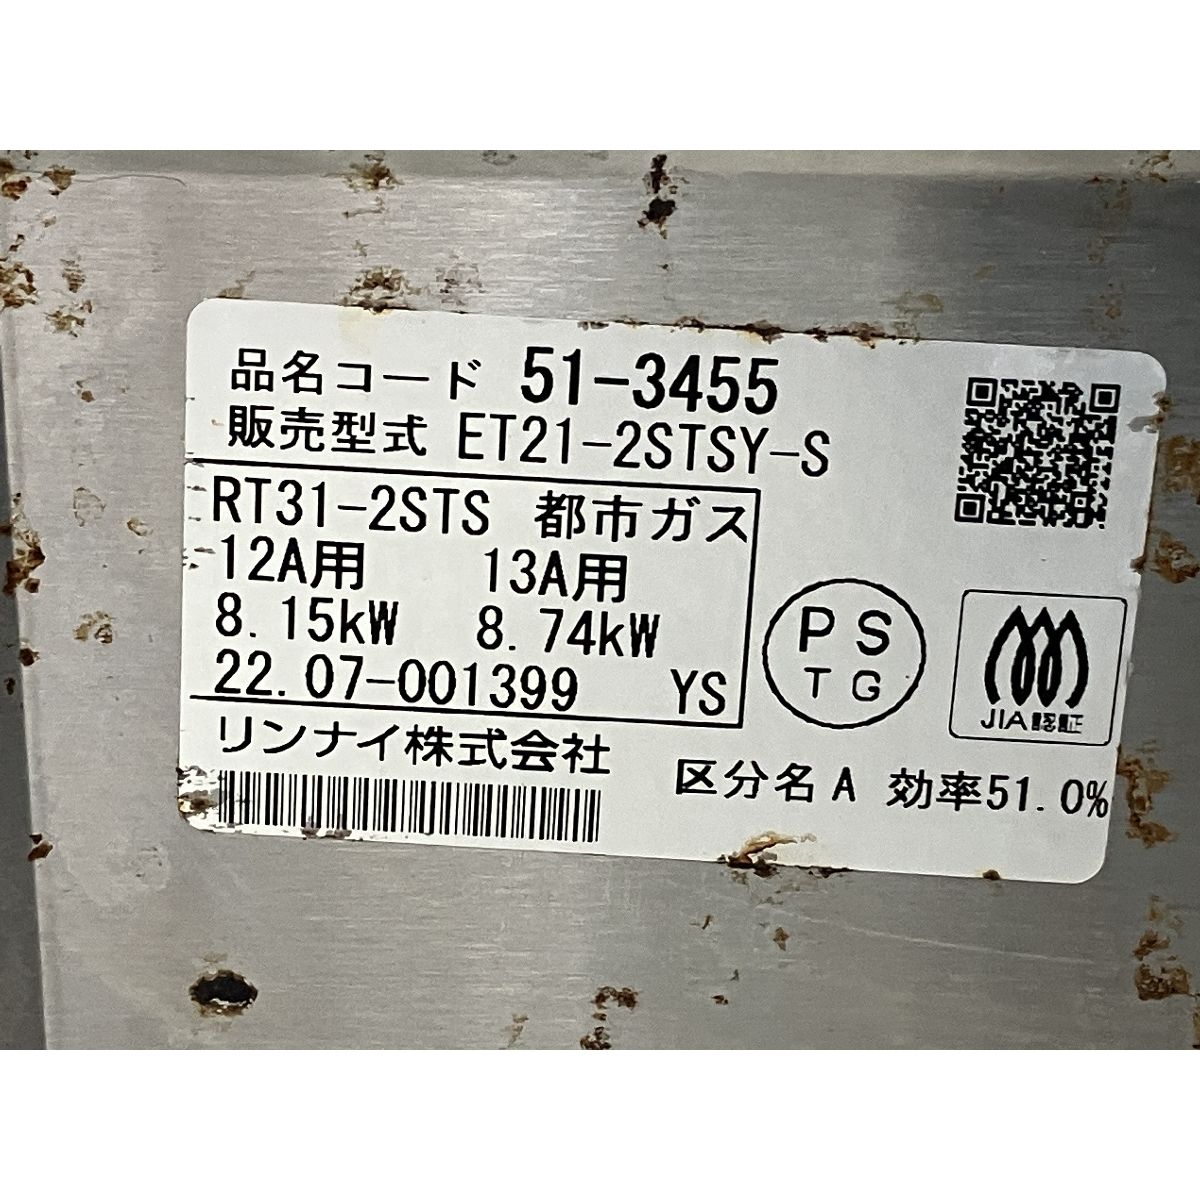 品名コード 51-3455
販売型式 ET21-2STSY-S
RT31-2STS 都市ガス
12A用 13A用
8.15kW 8.74kW
22.07-001399 YS
リンナイ株式会社
PS
TG
JIA認証
区分名A 効率51.0%